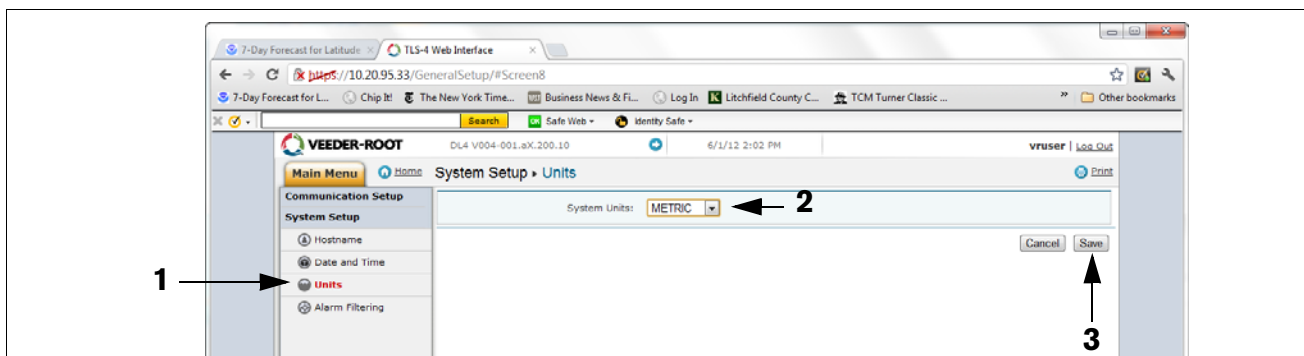 7-Day Forecast for Latitude × TLS-4 Web Interface ×
https://10.20.95.33/GeneralSetup/#Screen8
7-Day Forecast for L... Chip It! The New York Time... Business News & Fi... Log In Litchfield County C... TCM Turner Classic ... » Other bookmarks
Search Safe Web Identity Safe
VEEDER-ROOT DL4 V004-001.aX.200.10 6/1/12 2:02 PM vruser | Log Out
Main Menu Home System Setup ▸ Units Print
Communication Setup
System Units: METRIC 2
System Setup
Hostname
Cancel Save
Date and Time
1 Units
Alarm Filtering
3